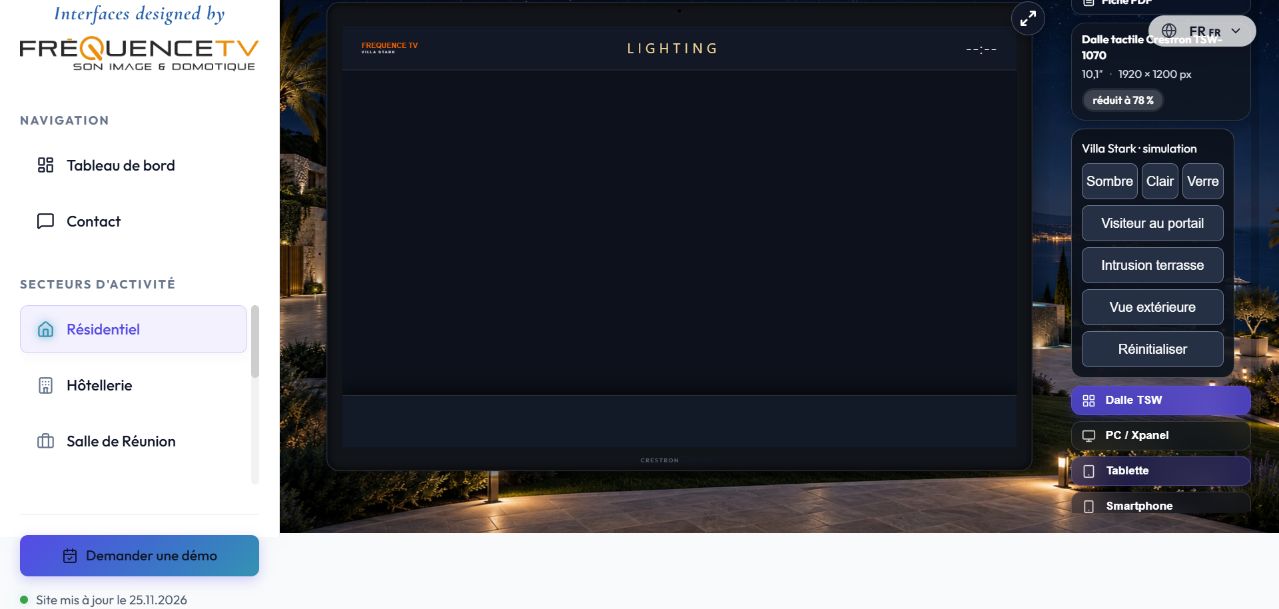 Interfaces designed by
FRÉQUENCETV
SON IMAGE & DOMOTIQUE
NAVIGATION
Tableau de bord
Contact
SECTEURS D'ACTIVITÉ
Résidentiel
Hôtellerie
Salle de Réunion
Demander une démo
Site mis à jour le 25.11.2026
FREQUENCE TV
VILLA STARK
LIGHTING
--:--
CRESTRON
Fiche PDF
FR FR
Dalle tactile Crestron TSW-
1070
10,1" · 1920 × 1200 px
réduit à 78 %
Villa Stark · simulation
Sombre
Clair
Verre
Visiteur au portail
Intrusion terrasse
Vue extérieure
Réinitialiser
Dalle TSW
PC / Xpanel
Tablette
Smartphone